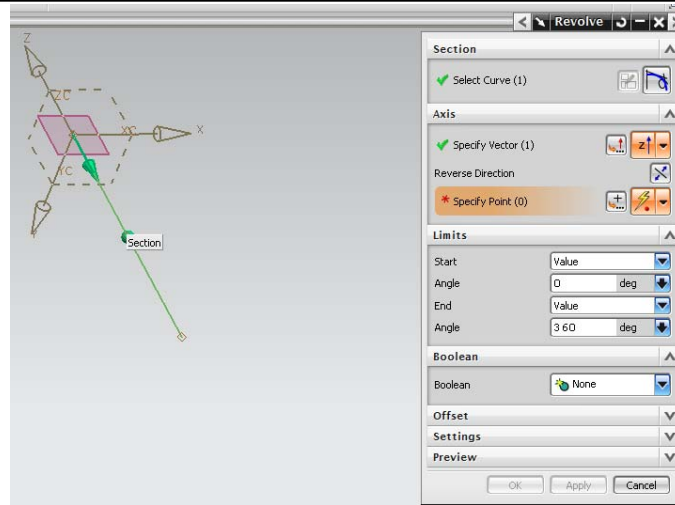 Revolve
Section
Select Curve (1)
Axis
Specify Vector (1)
Reverse Direction
* Specify Point (0)
Limits
Start Value
Angle 0 deg
End Value
Angle 360 deg
Boolean
Boolean None
Offset
Settings
Preview
OK Apply Cancel
Z
ZC
XC X
YC
Y
Section